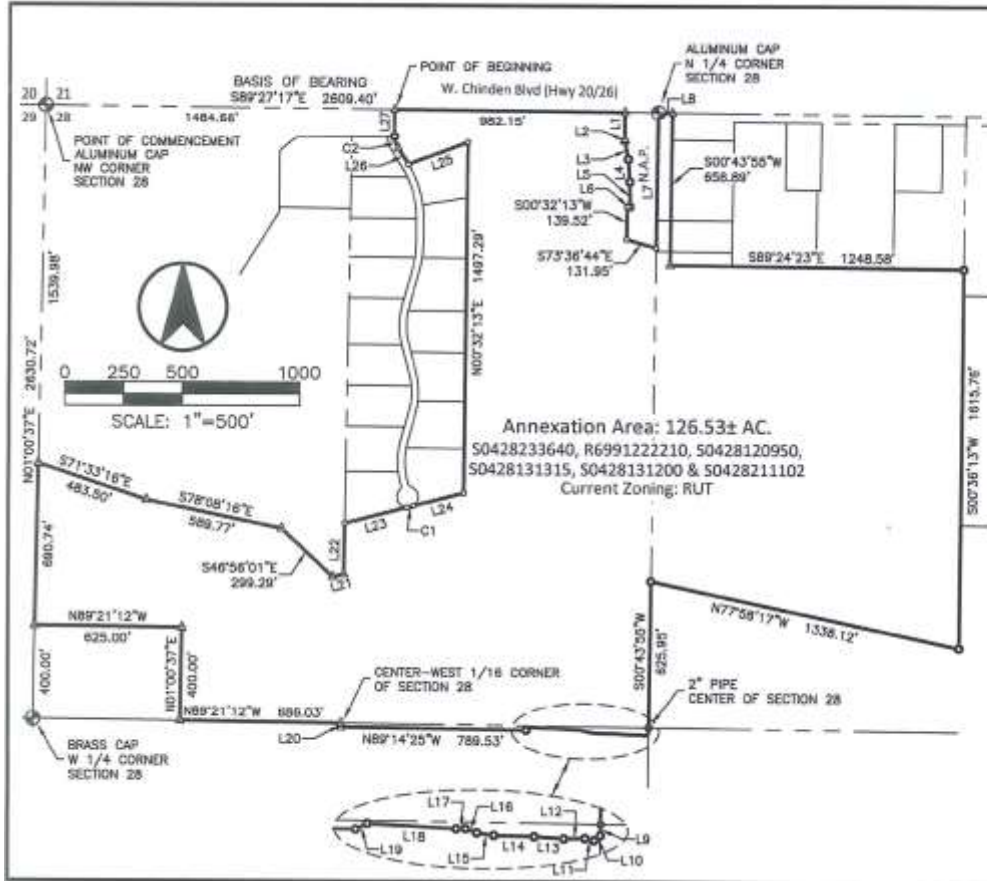 20 21
29 28
BASIS OF BEARING
S89°27'17"E 2609.40'
1484.66'
POINT OF COMMENCEMENT
ALUMINUM CAP
NW CORNER
SECTION 28
POINT OF BEGINNING
W. Chinden Blvd (Hwy 20/26)
982.15'
ALUMINUM CAP
N 1/4 CORNER
SECTION 28
L8
L27
C2
L26
L25
L1
L2
L3
L4
L5
L6
L7
N.A.P.
S00°32'13"W
139.52'
S73°36'44"E
131.95'
S00°43'55"W
658.89'
S89°24'23"E 1248.58'
1539.98'
N01°00'37"E 2630.72'
N00°32'13"E 1497.29'
0 250 500 1000
SCALE: 1"=500'
Annexation Area: 126.53± AC.
S0428233640, R6991222210, S0428120950,
S0428131315, S0428131200 & S0428211102
Current Zoning: RUT
S00°36'13"W 1615.76'
S71°33'16"E
483.50'
S78°08'16"E
589.77'
S46°56'01"E
299.29'
L21
L22
L23
L24
C1
690.74'
N89°21'12"W
625.00'
400.00'
N01°00'37"E
400.00'
N89°21'12"W 686.03'
CENTER-WEST 1/16 CORNER
OF SECTION 28
L20
N89°14'25"W 789.53'
S00°43'55"W
625.95'
N77°58'17"W 1338.12'
2" PIPE
CENTER OF SECTION 28
BRASS CAP
W 1/4 CORNER
SECTION 28
L19
L18
L17
L16
L15
L14
L13
L12
L11
L10
L9